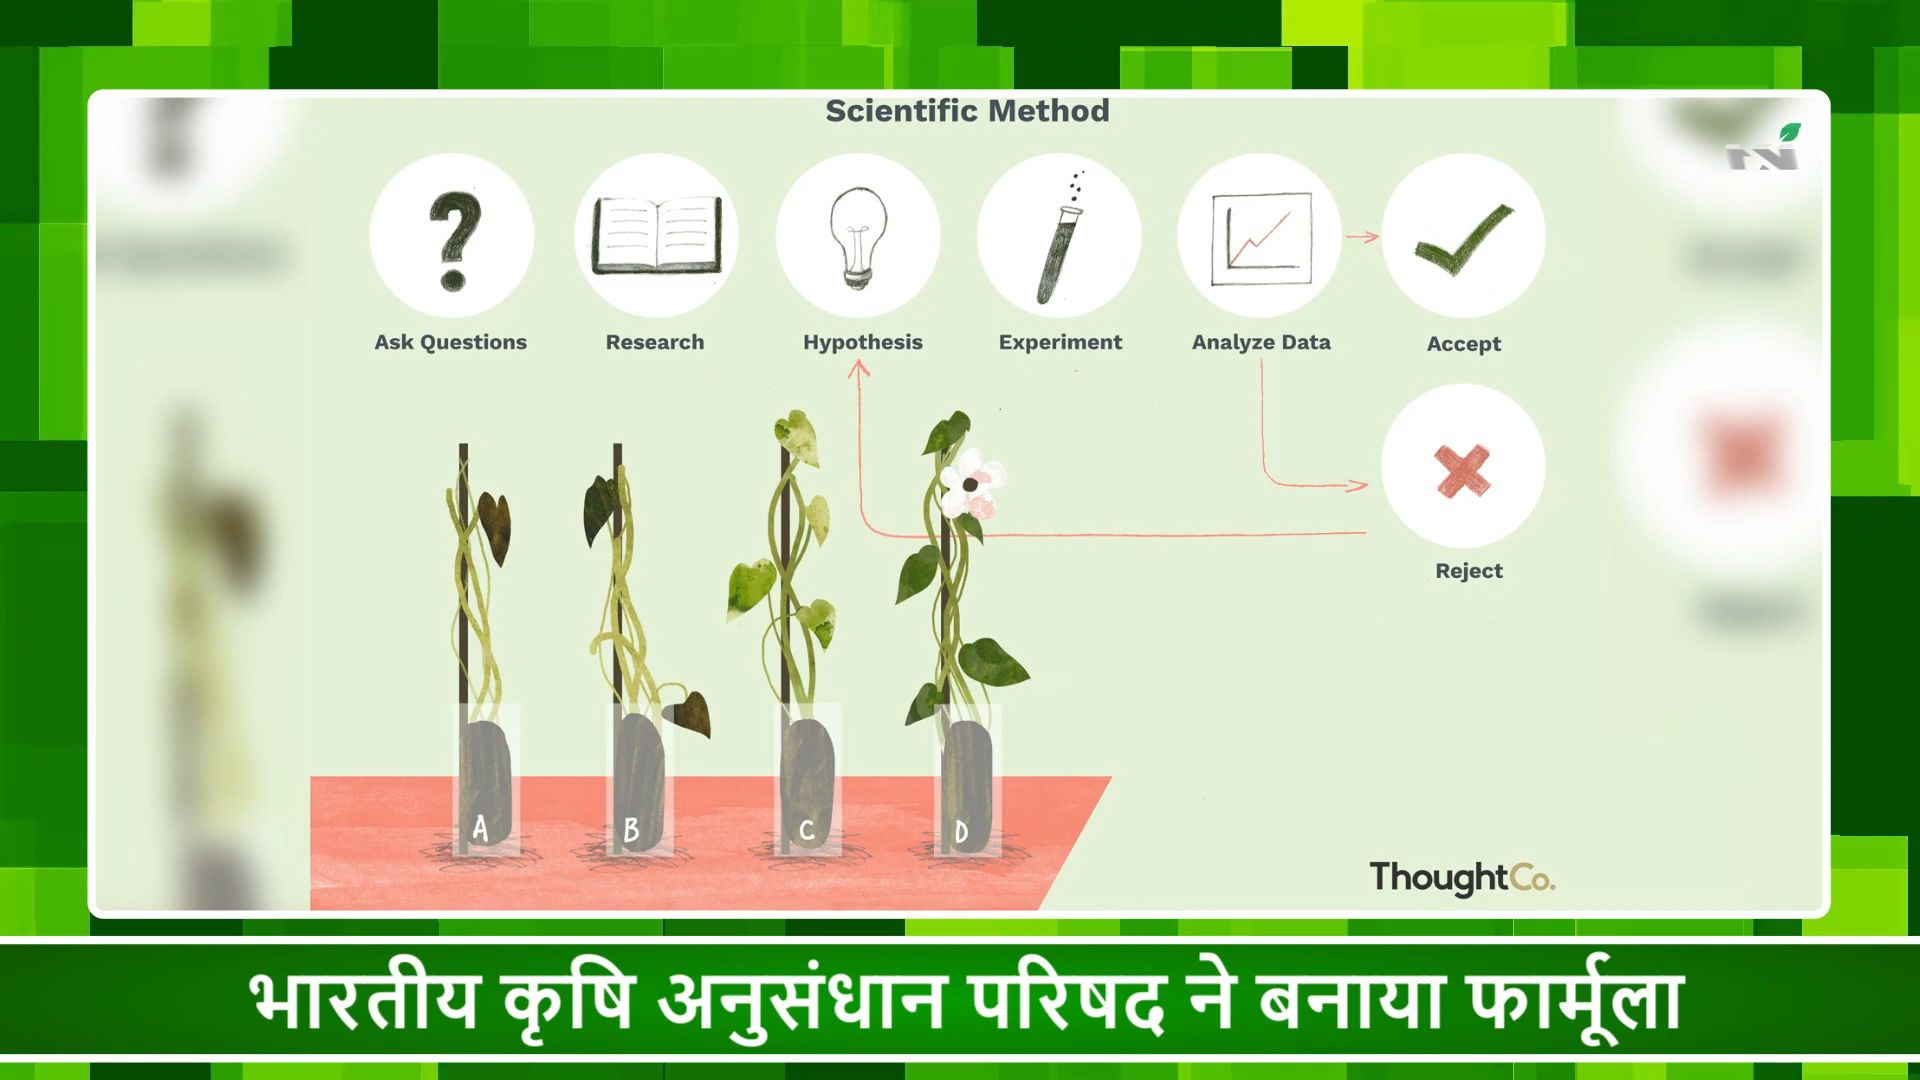 Scientific Method
Ask Questions
Research
Hypothesis
Experiment
Analyze Data
Accept
Reject
A
B
C
D
ThoughtCo.
भारतीय कृषि अनुसंधान परिषद ने बनाया फार्मूला